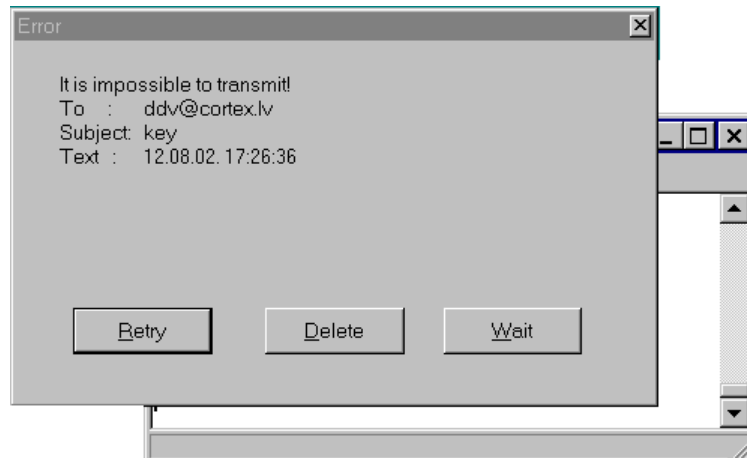 Error
It is impossible to transmit!
To : ddv@cortex.lv
Subject: key
Text : 12.08.02. 17:26:36
Retry Delete Wait